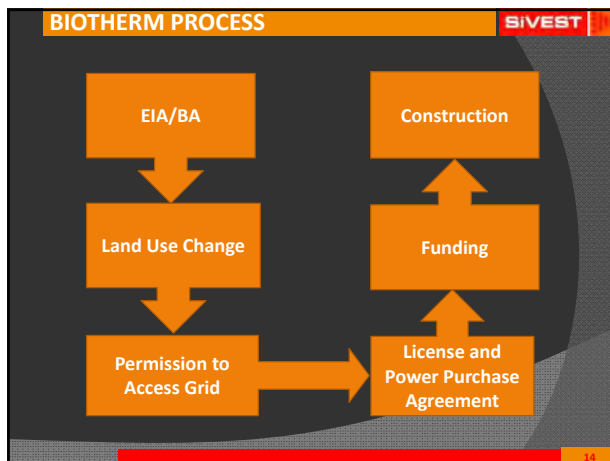 BIOTHERM PROCESS
SiVEST
EIA/BA
Land Use Change
Permission to
Access Grid
License and
Power Purchase
Agreement
Funding
Construction
14